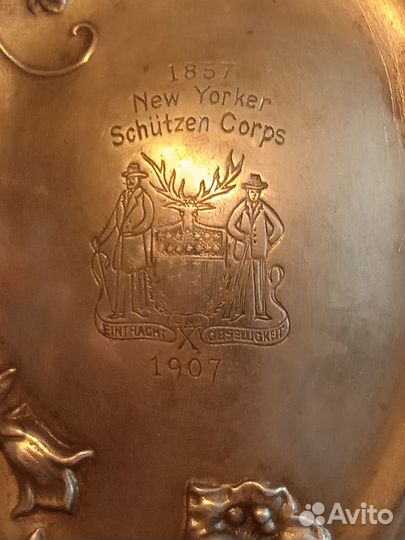 1857
New Yorker
Schützen Corps
EINTRACHT GESELLIGKEIT
1907
Avito